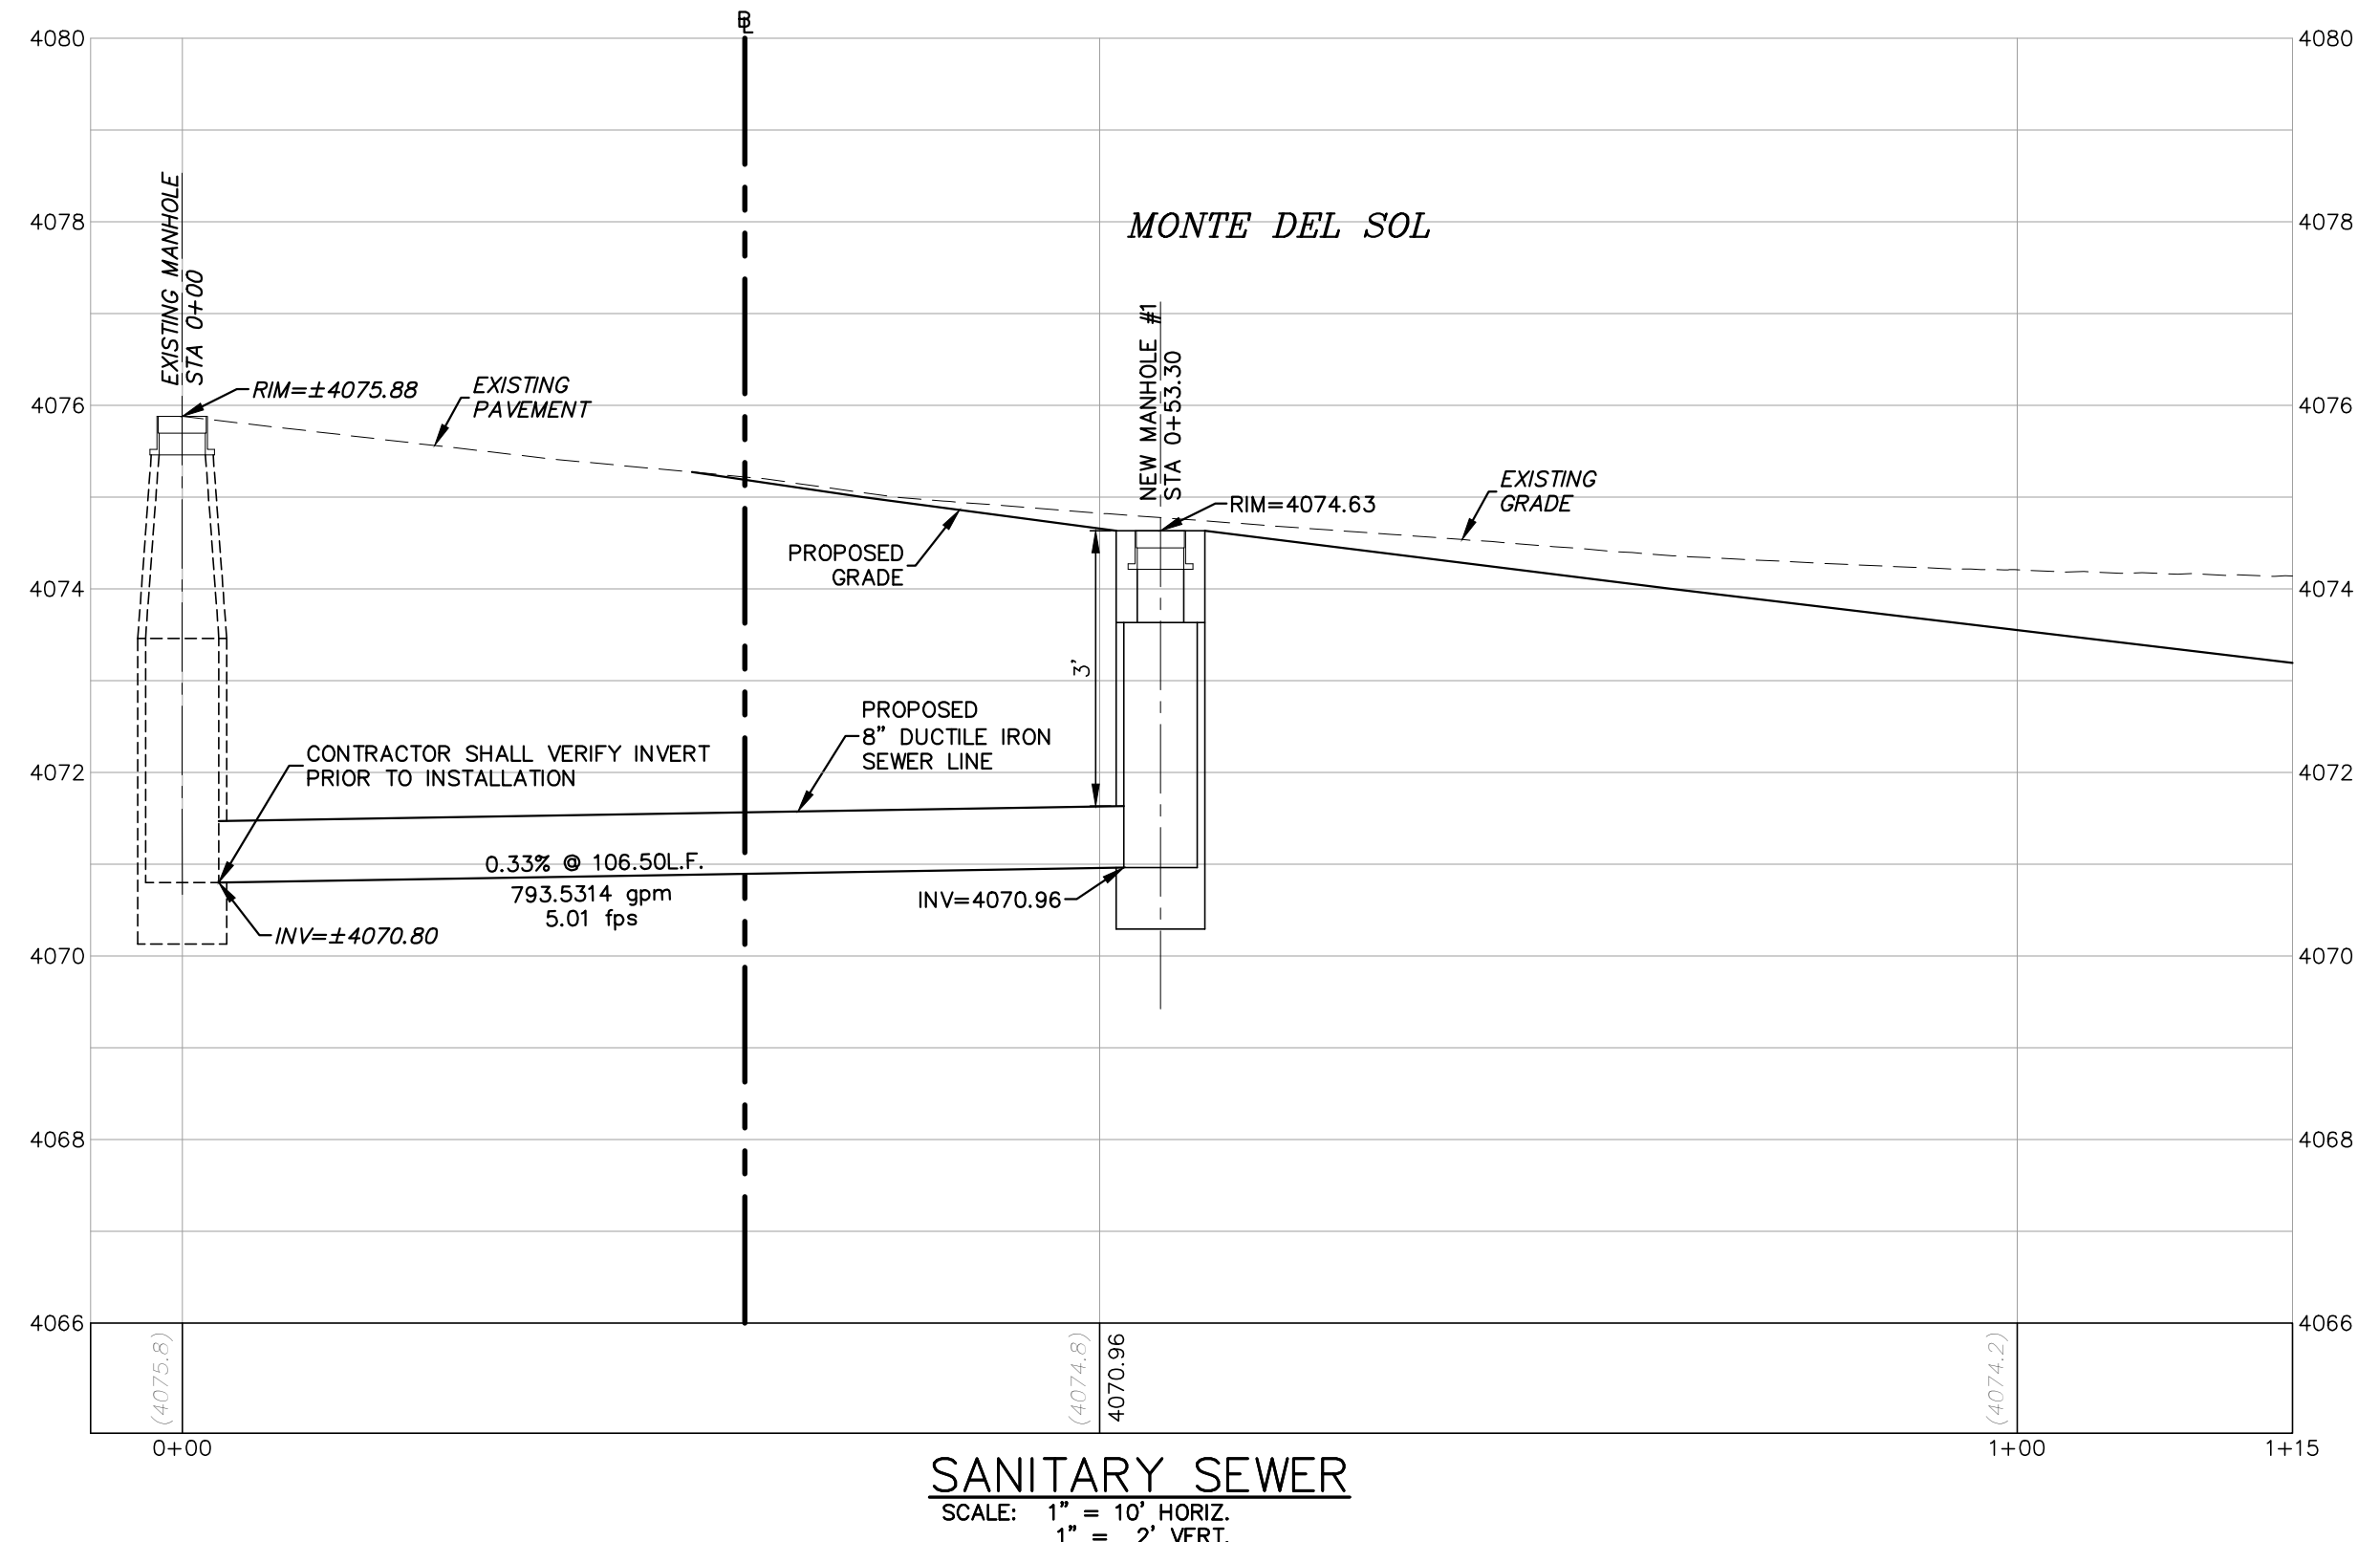 BL
4080
4080
4078
4078
MONTE DEL SOL
EXISTING MANHOLE
STA 0+00
NEW MANHOLE #1
STA 0+53.30
RIM=±4075.88
EXISTING
PAVEMENT
4076
4076
RIM=4074.63
EXISTING
GRADE
PROPOSED
GRADE
4074
4074
3'
PROPOSED
8" DUCTILE IRON
SEWER LINE
CONTRACTOR SHALL VERIFY INVERT
PRIOR TO INSTALLATION
4072
4072
0.33% @ 106.50L.F.
793.5314 gpm
5.01 fps
INV=4070.96
INV=±4070.80
4070
4070
4068
4068
4066
4066
(4075.8)
(4074.8)
4070.96
(4074.2)
0+00
1+00
1+15
SANITARY SEWER
SCALE: 1" = 10' HORIZ.
1" = 2' VERT.